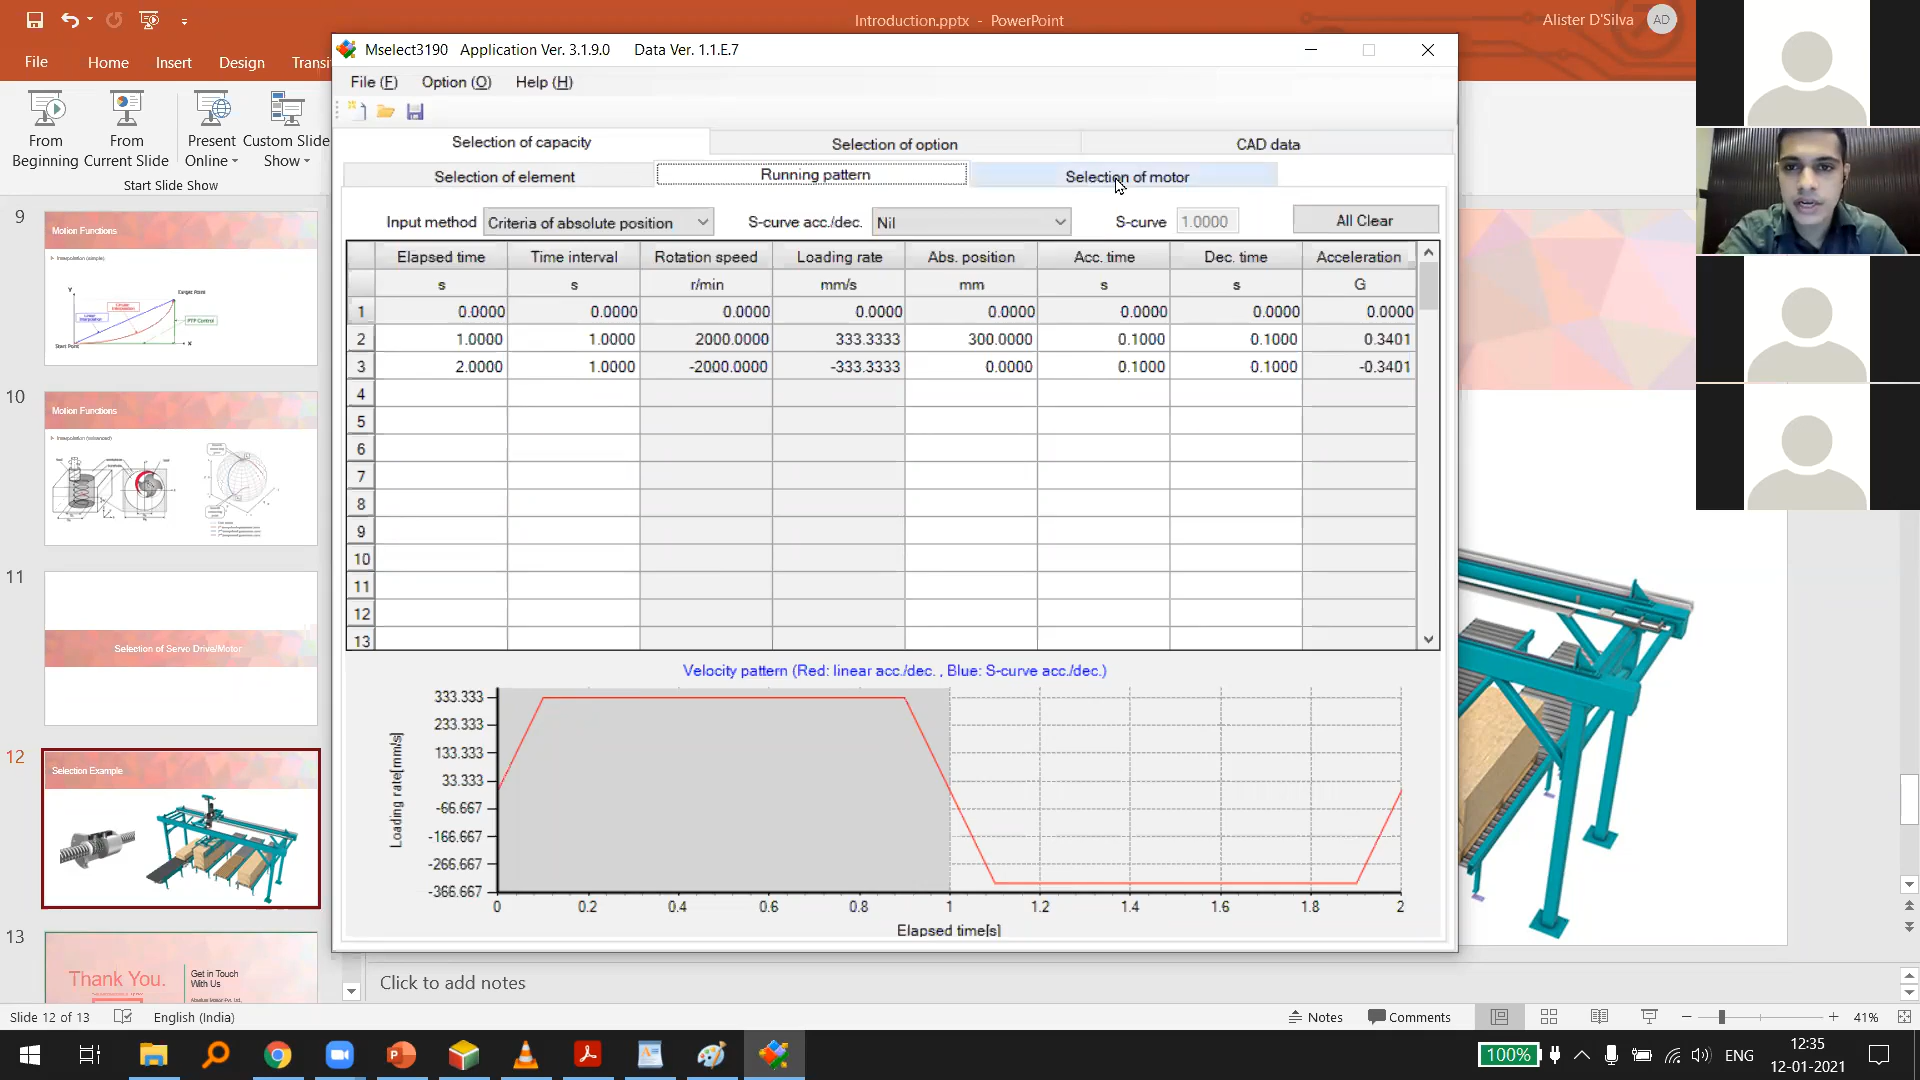 Introduction.pptx - PowerPoint
Alister D'Silva
AD
File
Home
Insert
Design
Transi
From Beginning
From Current Slide
Present Online
Custom Slide Show
Start Slide Show
Mselect3190 Application Ver. 3.1.9.0 Data Ver. 1.1.E.7
File (F)
Option (O)
Help (H)
Selection of capacity
Selection of option
CAD data
Selection of element
Running pattern
Selection of motor
Input method
Criteria of absolute position
S-curve acc./dec.
Nil
S-curve
1.0000
All Clear
Elapsed time Time interval Rotation speed Loading rate Abs. position Acc. time Dec. time Acceleration
s s r/min mm/s mm s s G
1 0.0000 0.0000 0.0000 0.0000 0.0000 0.0000 0.0000 0.0000
2 1.0000 1.0000 2000.0000 333.3333 300.0000 0.1000 0.1000 0.3401
3 2.0000 1.0000 -2000.0000 -333.3333 0.0000 0.1000 0.1000 -0.3401
4
5
6
7
8
9
10
11
12
13
Velocity pattern (Red: linear acc./dec. , Blue: S-curve acc./dec.)
Loading rate[mm/s]
333.333
233.333
133.333
33.333
-66.667
-166.667
-266.667
-366.667
0 0.2 0.4 0.6 0.8 1 1.2 1.4 1.6 1.8 2
Elapsed time[s]
9
Motion Functions
Interpolation (simple)
Target Point
Start Point
PTP Control
Y
X
10
Motion Functions
11
Selection of Servo Drive/Motor
12
Selection Example
13
Thank You.
Get in Touch
With Us
Click to add notes
Slide 12 of 13
English (India)
Notes
Comments
41%
100%
ENG
12:35
12-01-2021